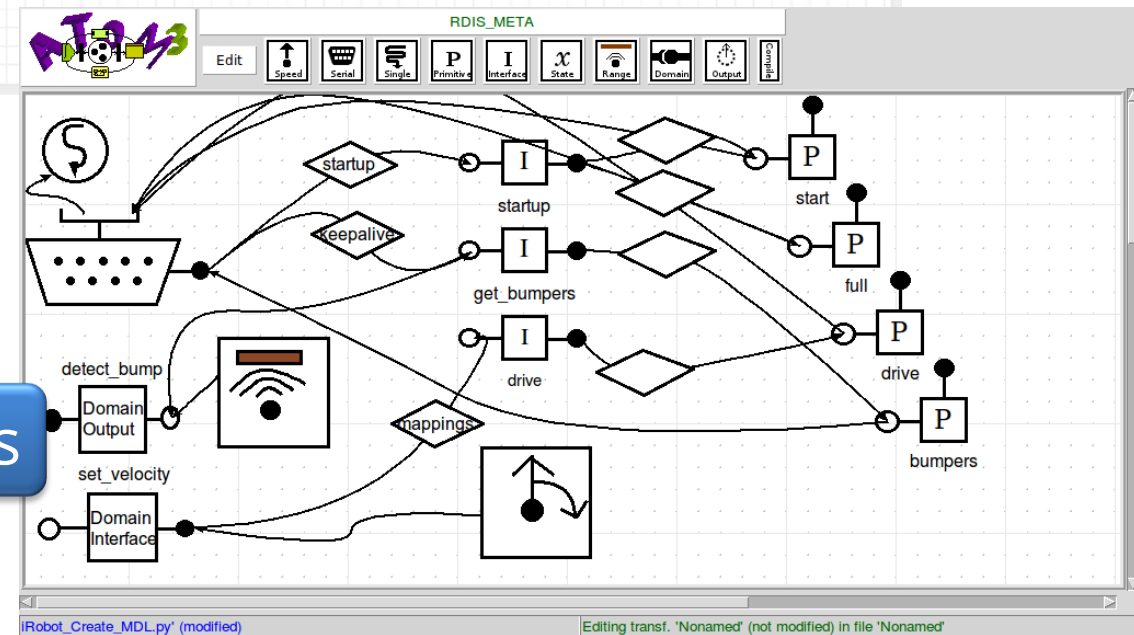 RDIS_META
ATOM3
Edit
Speed
Serial
Single
P
Primitive
I
Interface
x
State
Range
Domain
Output
Compile
startup
I
startup
P
start
keepalive
I
get_bumpers
P
full
I
drive
P
drive
detect_bump
Domain
Output
mappings
P
bumpers
s
set_velocity
Domain
Interface
iRobot_Create_MDL.py' (modified)
Editing transf. 'Nonamed' (not modified) in file 'Nonamed'